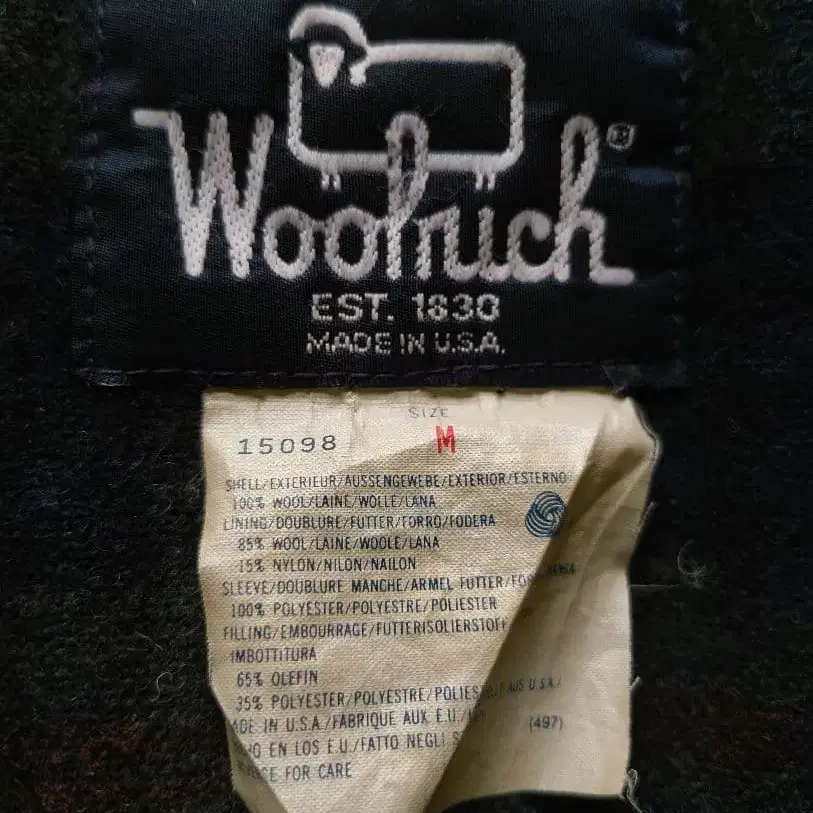 Woolrich®
EST. 1830
MADE IN U.S.A.
SIZE
15098 M
SHELL/EXTERIEUR/AUSSENGEWEBE/EXTERIOR/ESTERNO
100% WOOL/LAINE/WOLLE/LANA
LINING/DOUBLURE/FUTTER/FORRO/FODERA
85% WOOL/LAINE/WOOLE/LANA
15% NYLON/NILON/NAILON
SLEEVE/DOUBLURE MANCHE/ARMEL FUTTER/
100% POLYESTER/POLYESTRE/POLIESTER
FILLING/EMBOURRAGE/FUTTERISOLIERSTOFF
IMBOTTITURA
65% OLEFIN
35% POLYESTER/POLYESTRE/ AUS U.S.A./
IN U.S.A./FABRIQUE AUX E.U./ (497)
EN LOS E.U./FATTO NEGLI
FOR CARE